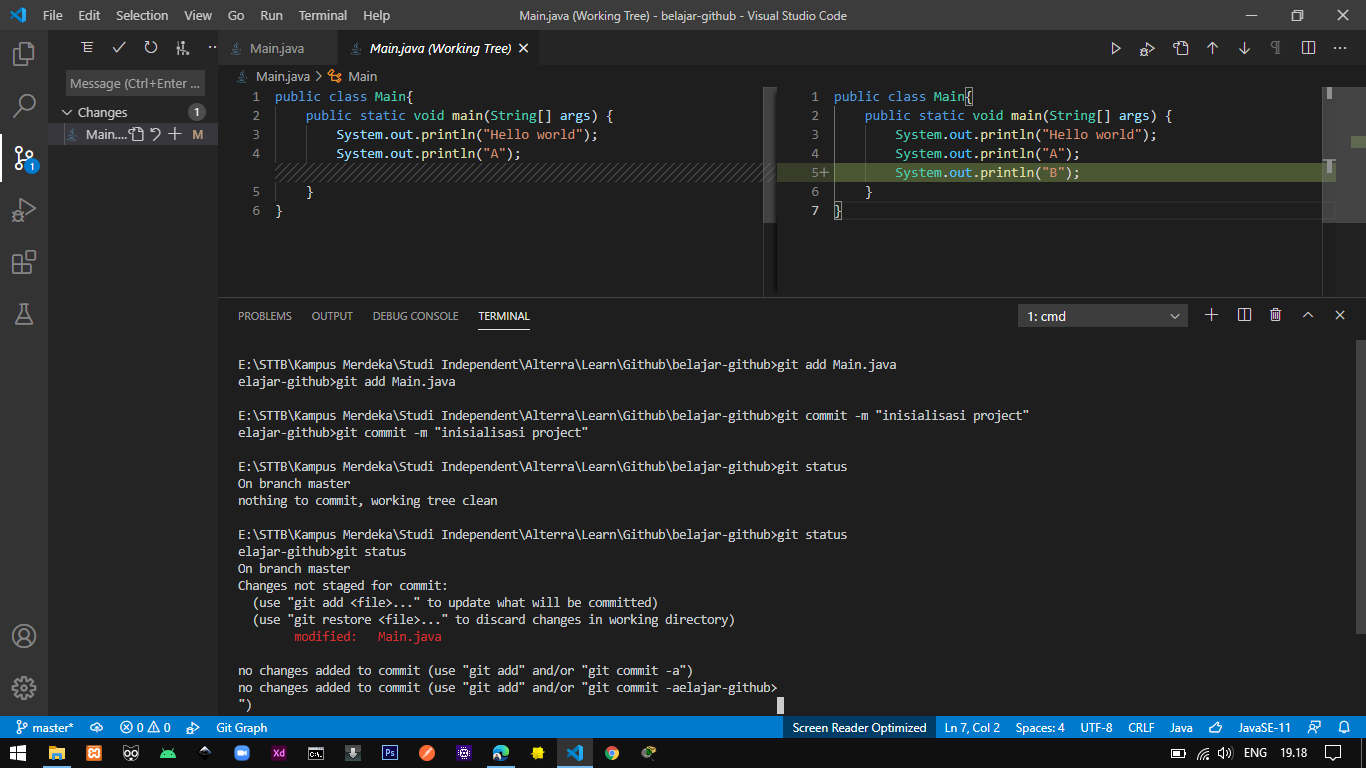 File Edit Selection View Go Run Terminal Help
Main.java (Working Tree) - belajar-github - Visual Studio Code
Message (Ctrl+Enter ...
Changes 1
Main.... M
1
Main.java
Main.java (Working Tree)
Main.java > Main
1 public class Main{
2 public static void main(String[] args) {
3 System.out.println("Hello world");
4 System.out.println("A");
5 }
6 }
1 public class Main{
2 public static void main(String[] args) {
3 System.out.println("Hello world");
4 System.out.println("A");
5+ System.out.println("B");
6 }
7 }
PROBLEMS OUTPUT DEBUG CONSOLE TERMINAL
1: cmd
E:\STTB\Kampus Merdeka\Studi Independent\Alterra\Learn\Github\belajar-github>git add Main.java
elajar-github>git add Main.java
E:\STTB\Kampus Merdeka\Studi Independent\Alterra\Learn\Github\belajar-github>git commit -m "inisialisasi project"
elajar-github>git commit -m "inisialisasi project"
E:\STTB\Kampus Merdeka\Studi Independent\Alterra\Learn\Github\belajar-github>git status
On branch master
nothing to commit, working tree clean
E:\STTB\Kampus Merdeka\Studi Independent\Alterra\Learn\Github\belajar-github>git status
elajar-github>git status
On branch master
Changes not staged for commit:
(use "git add <file>..." to update what will be committed)
(use "git restore <file>..." to discard changes in working directory)
modified: Main.java
no changes added to commit (use "git add" and/or "git commit -a")
no changes added to commit (use "git add" and/or "git commit -aelajar-github>
")
master* 0 0 Git Graph
Screen Reader Optimized Ln 7, Col 2 Spaces: 4 UTF-8 CRLF Java JavaSE-11
Xd Ps
ENG 19.18